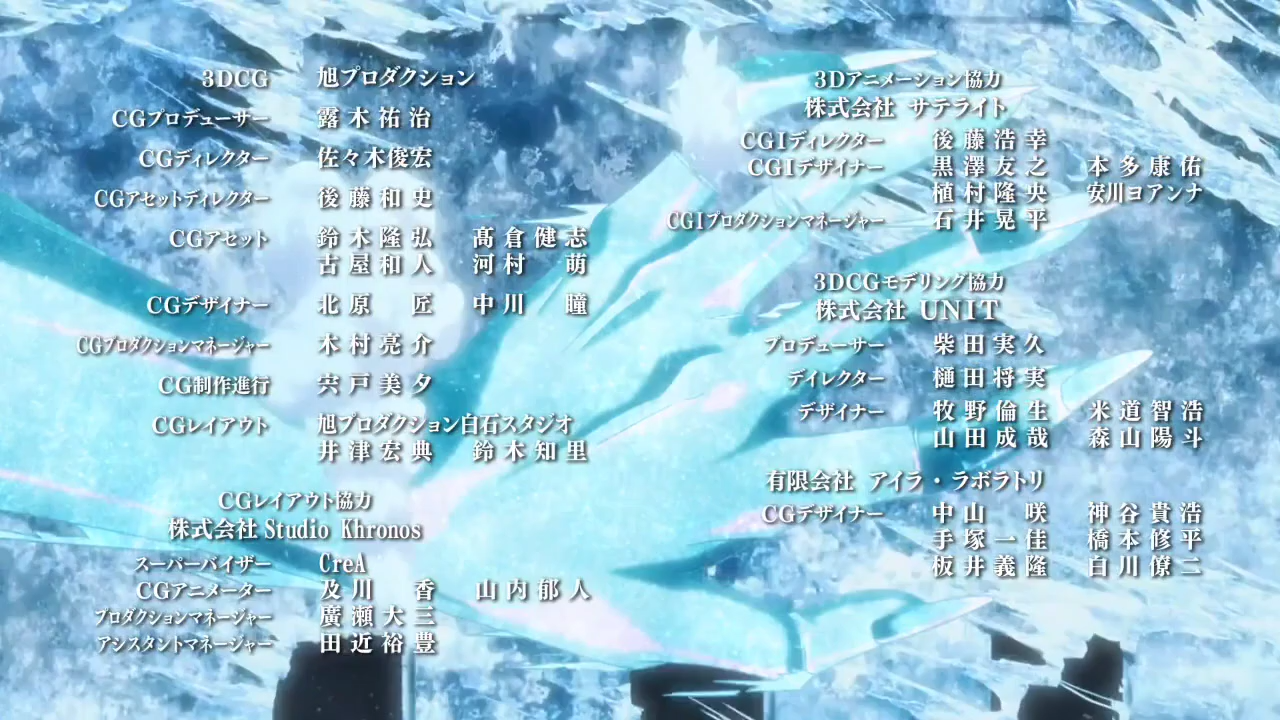 3DCG 旭プロダクション
CGプロデューサー 露木祐治
CGディレクター 佐々木俊宏
CGアセットディレクター 後藤和史
CGアセット 鈴木隆弘 髙倉健志
古屋和人 河村 萌
CGデザイナー 北原 匠 中川 瞳
CGプロダクションマネージャー 木村亮介
CG制作進行 宍戸美夕
CGレイアウト 旭プロダクション白石スタジオ
井津宏典 鈴木知里
CGレイアウト協力
株式会社 Studio Khronos
スーパーバイザー CreA
CGアニメーター 及川 香 山内郁人
プロダクションマネージャー 廣瀬大三
アシスタントマネージャー 田近裕豊
3Dアニメーション協力
株式会社 サテライト
CGIディレクター 後藤浩幸
CGIデザイナー 黒澤友之 本多康佑
植村隆央 安川ヨアンナ
CGIプロダクションマネージャー 石井晃平
3DCGモデリング協力
株式会社 UNIT
プロデューサー 柴田実久
ディレクター 樋田将実
デザイナー 牧野倫生 米道智浩
山田成哉 森山陽斗
有限会社 アイラ・ラボラトリ
CGデザイナー 中山 咲 神谷貴浩
手塚一佳 橋本修平
板井義隆 白川僚二